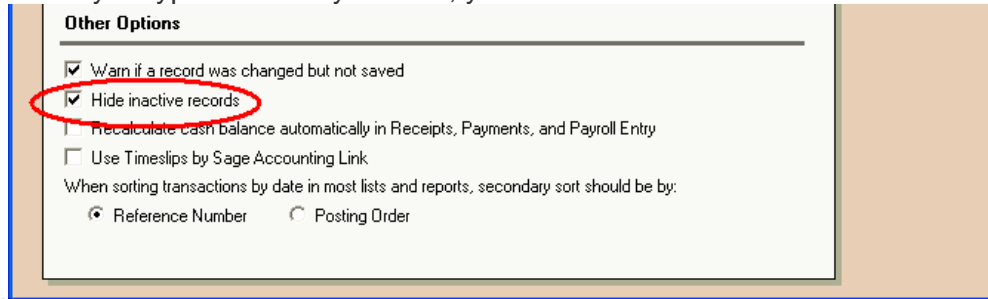 Other Options
Warn if a record was changed but not saved
Hide inactive records
Recalculate cash balance automatically in Receipts, Payments, and Payroll Entry
Use Timeslips by Sage Accounting Link
When sorting transactions by date in most lists and reports, secondary sort should be by:
Reference Number Posting Order